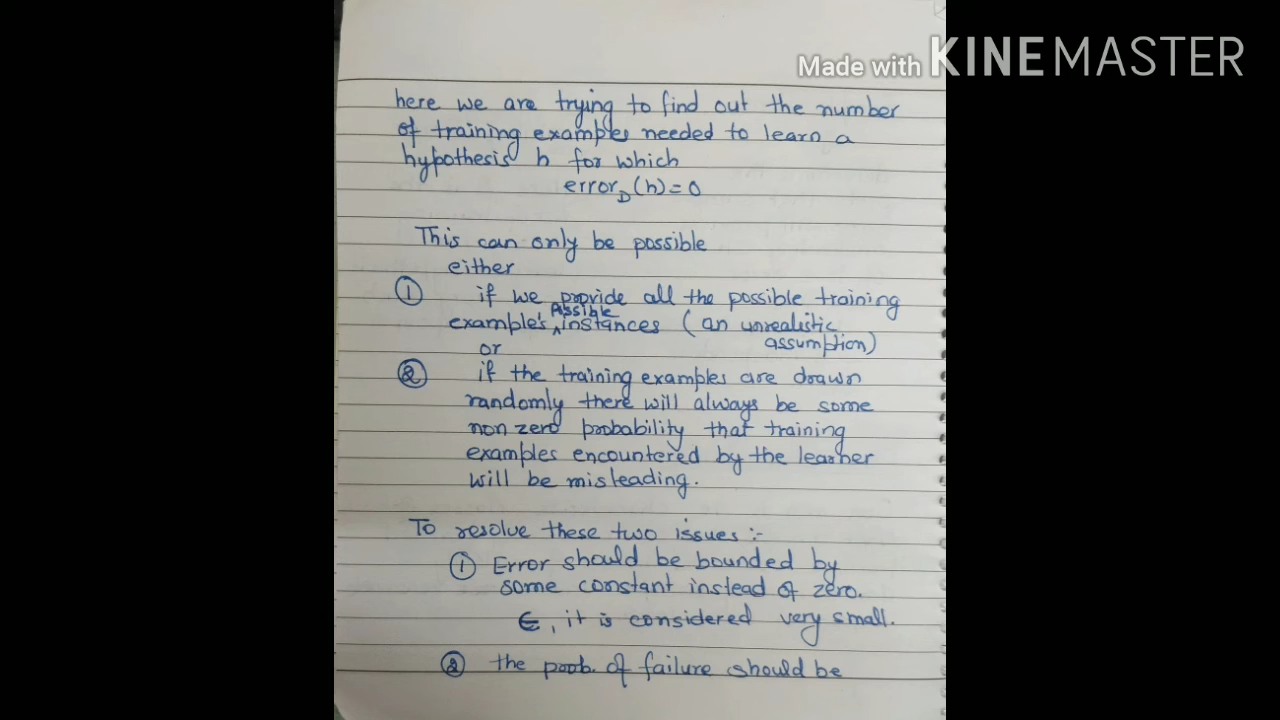 Made with KINEMASTER
here we are trying to find out the number
of training examples needed to learn a
hypothesis h for which
error_D(h)=0
This can only be possible
either
① if we provide all the possible training
example's ^ Possible instances (an unrealistic
assumption)
or
② if the training examples are drawn
randomly there will always be some
non zero probability that training
examples encountered by the learner
will be misleading.
To resolve these two issues :-
① Error should be bounded by
some constant instead of zero.
∈, it is considered very small.
② the prob. of failure should be